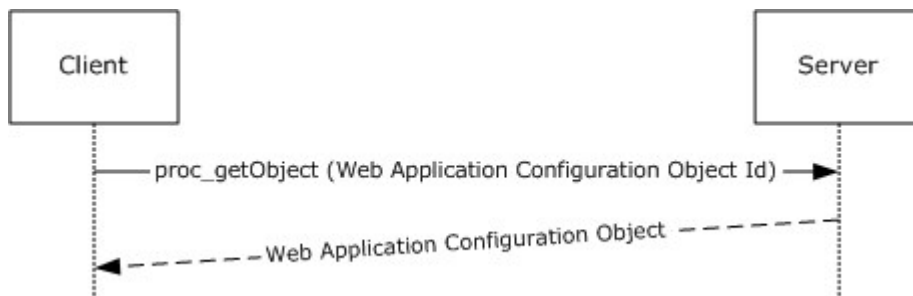 Client
Server
proc_getObject (Web Application Configuration Object Id)
Web Application Configuration Object